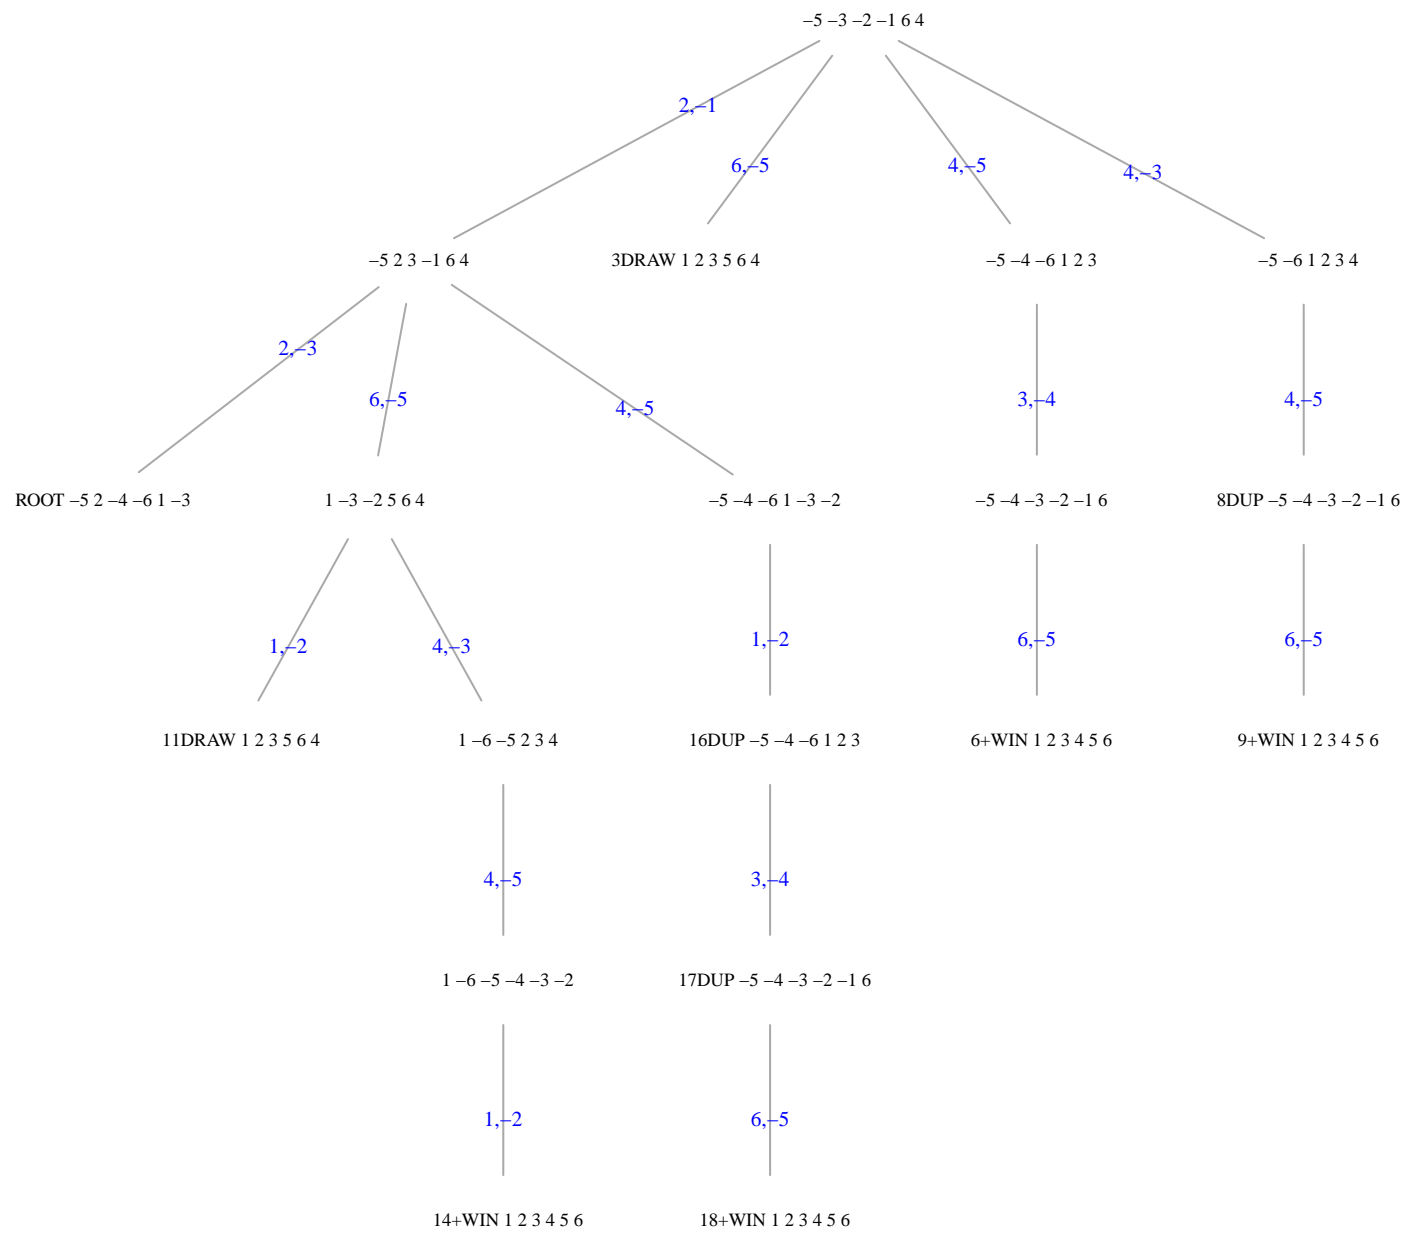 –5 –3 –2 –1 6 4
2,–1
6,–5
4,–5
4,–3
–5 2 3 –1 6 4
3DRAW 1 2 3 5 6 4
–5 –4 –6 1 2 3
–5 –6 1 2 3 4
2,–3
6,–5
4,–5
3,–4
4,–5
ROOT –5 2 –4 –6 1 –3
1 –3 –2 5 6 4
–5 –4 –6 1 –3 –2
–5 –4 –3 –2 –1 6
8DUP –5 –4 –3 –2 –1 6
1,–2
4,–3
1,–2
6,–5
6,–5
11DRAW 1 2 3 5 6 4
1 –6 –5 2 3 4
16DUP –5 –4 –6 1 2 3
6+WIN 1 2 3 4 5 6
9+WIN 1 2 3 4 5 6
4,–5
3,–4
1 –6 –5 –4 –3 –2
17DUP –5 –4 –3 –2 –1 6
1,–2
6,–5
14+WIN 1 2 3 4 5 6
18+WIN 1 2 3 4 5 6